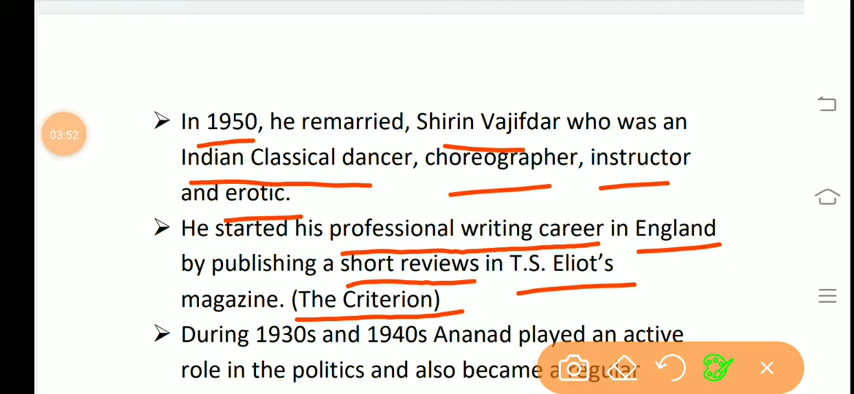 ➢ In 1950, he remarried, Shirin Vajifdar who was an
Indian Classical dancer, choreographer, instructor
and erotic.
➢ He started his professional writing career in England
by publishing a short reviews in T.S. Eliot’s
magazine. (The Criterion)
➢ During 1930s and 1940s Ananad played an active
role in the politics and also became a regular
03:52